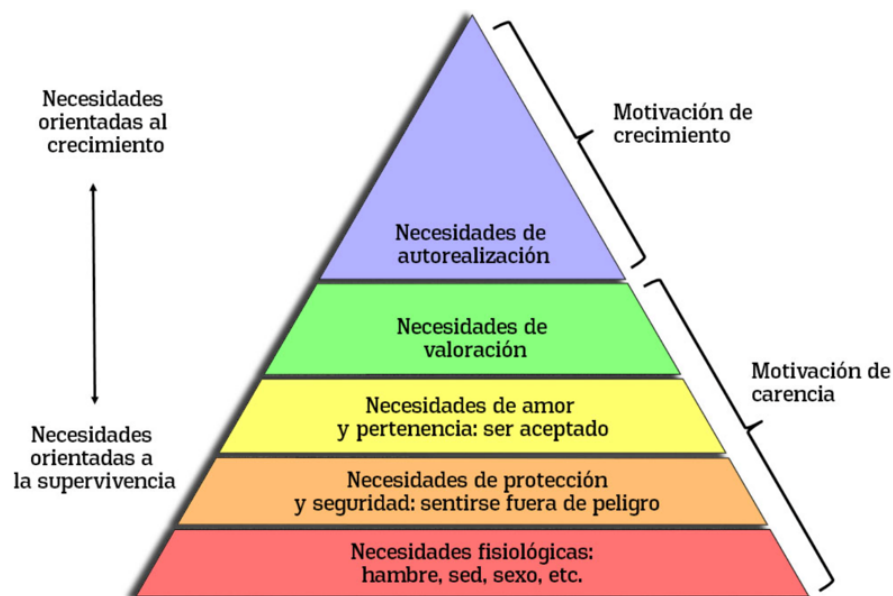 Necesidades
orientadas al
crecimiento
Motivación de
crecimiento
Necesidades de
autorealización
Necesidades de
valoración
Motivación de
carencia
Necesidades de amor
y pertenencia: ser aceptado
Necesidades
orientadas a
la supervivencia
Necesidades de protección
y seguridad: sentirse fuera de peligro
Necesidades fisiológicas:
hambre, sed, sexo, etc.